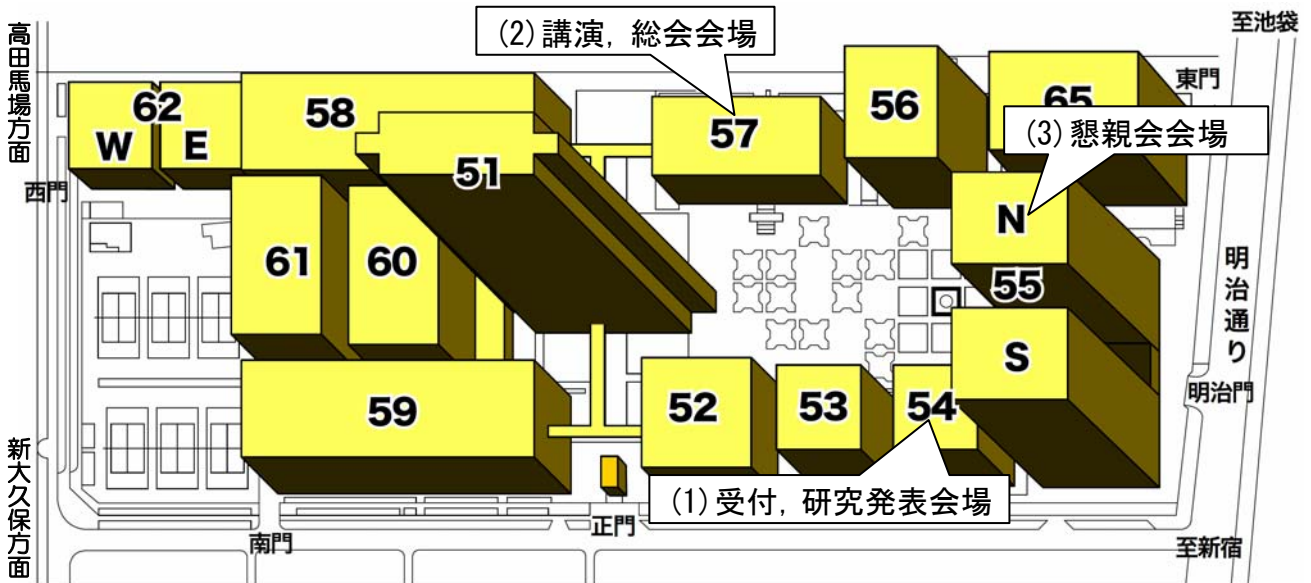 至池袋
高田馬場方面
(2)講演，総会会場
東門
62
W
E
58
57
56
65
(3)懇親会会場
51
西門
N
61
60
55
明治通り
S
明治門
59
52
53
54
新大久保方面
(1)受付，研究発表会場
正門
南門
至新宿